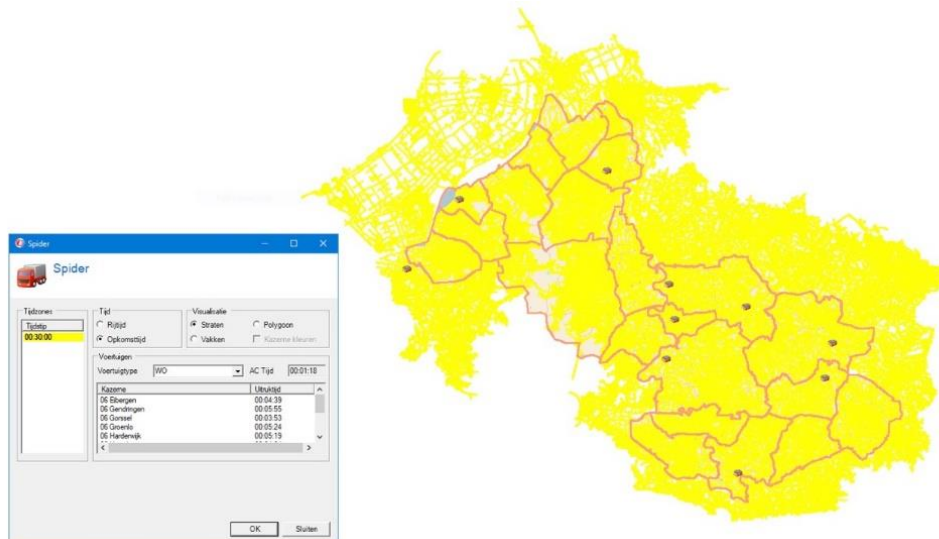 Spider
Spider
Tijdzones
Tijdstip
00:30:00
Tijd
Rijtijd
Opkomsttijd
Visualisatie
Straten
Polygoon
Vakken
Kazerne kleuren
Voertuigen
Voertuigtype WO AC Tijd 00:01:18
Kazerne Uitruktijd
06 Eibergen 00:04:39
06 Gendringen 00:05:55
06 Gorssel 00:03:53
06 Groenlo 00:05:24
06 Harderwijk 00:05:19
OK Sluiten